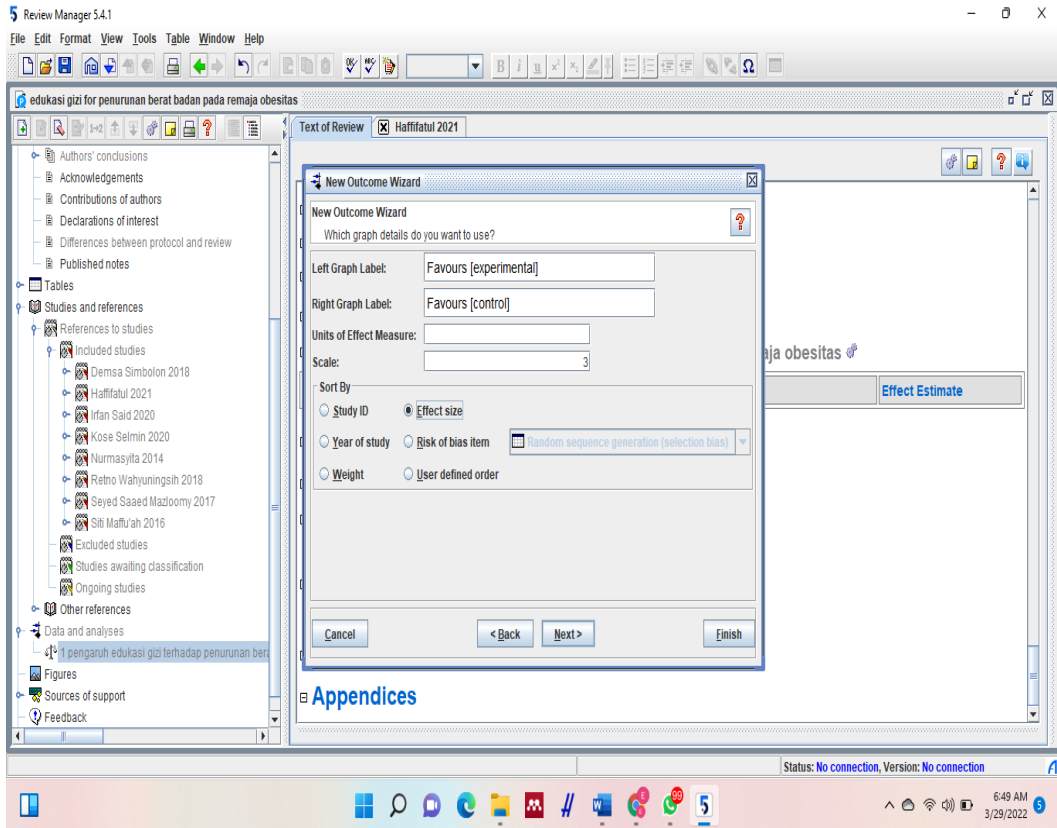 5 Review Manager 5.4.1
File Edit Format View Tools Table Window Help
B i u x² x₂ Ω
edukasi gizi for penurunan berat badan pada remaja obesitas
Text of Review Haffifatul 2021
Authors' conclusions
Acknowledgements
Contributions of authors
Declarations of interest
Differences between protocol and review
Published notes
Tables
Studies and references
References to studies
Included studies
Demsa Simbolon 2018
Haffifatul 2021
Irfan Said 2020
Kose Selmin 2020
Nurmasyita 2014
Retno Wahyuningsih 2018
Seyed Saaed Mazloomy 2017
Siti Maffu'ah 2016
Excluded studies
Studies awaiting classification
Ongoing studies
Other references
Data and analyses
1 pengaruh edukasi gizi terhadap penurunan bera
Figures
Sources of support
Feedback
New Outcome Wizard
New Outcome Wizard
Which graph details do you want to use?
Left Graph Label: Favours [experimental]
Right Graph Label: Favours [control]
Units of Effect Measure:
Scale: 3
Sort By
Study ID Effect size
Year of study Risk of bias item Random sequence generation (selection bias)
Weight User defined order
Cancel < Back Next > Finish
aja obesitas
Effect Estimate
Appendices
Status: No connection, Version: No connection
99
5
6:49 AM
3/29/2022
5